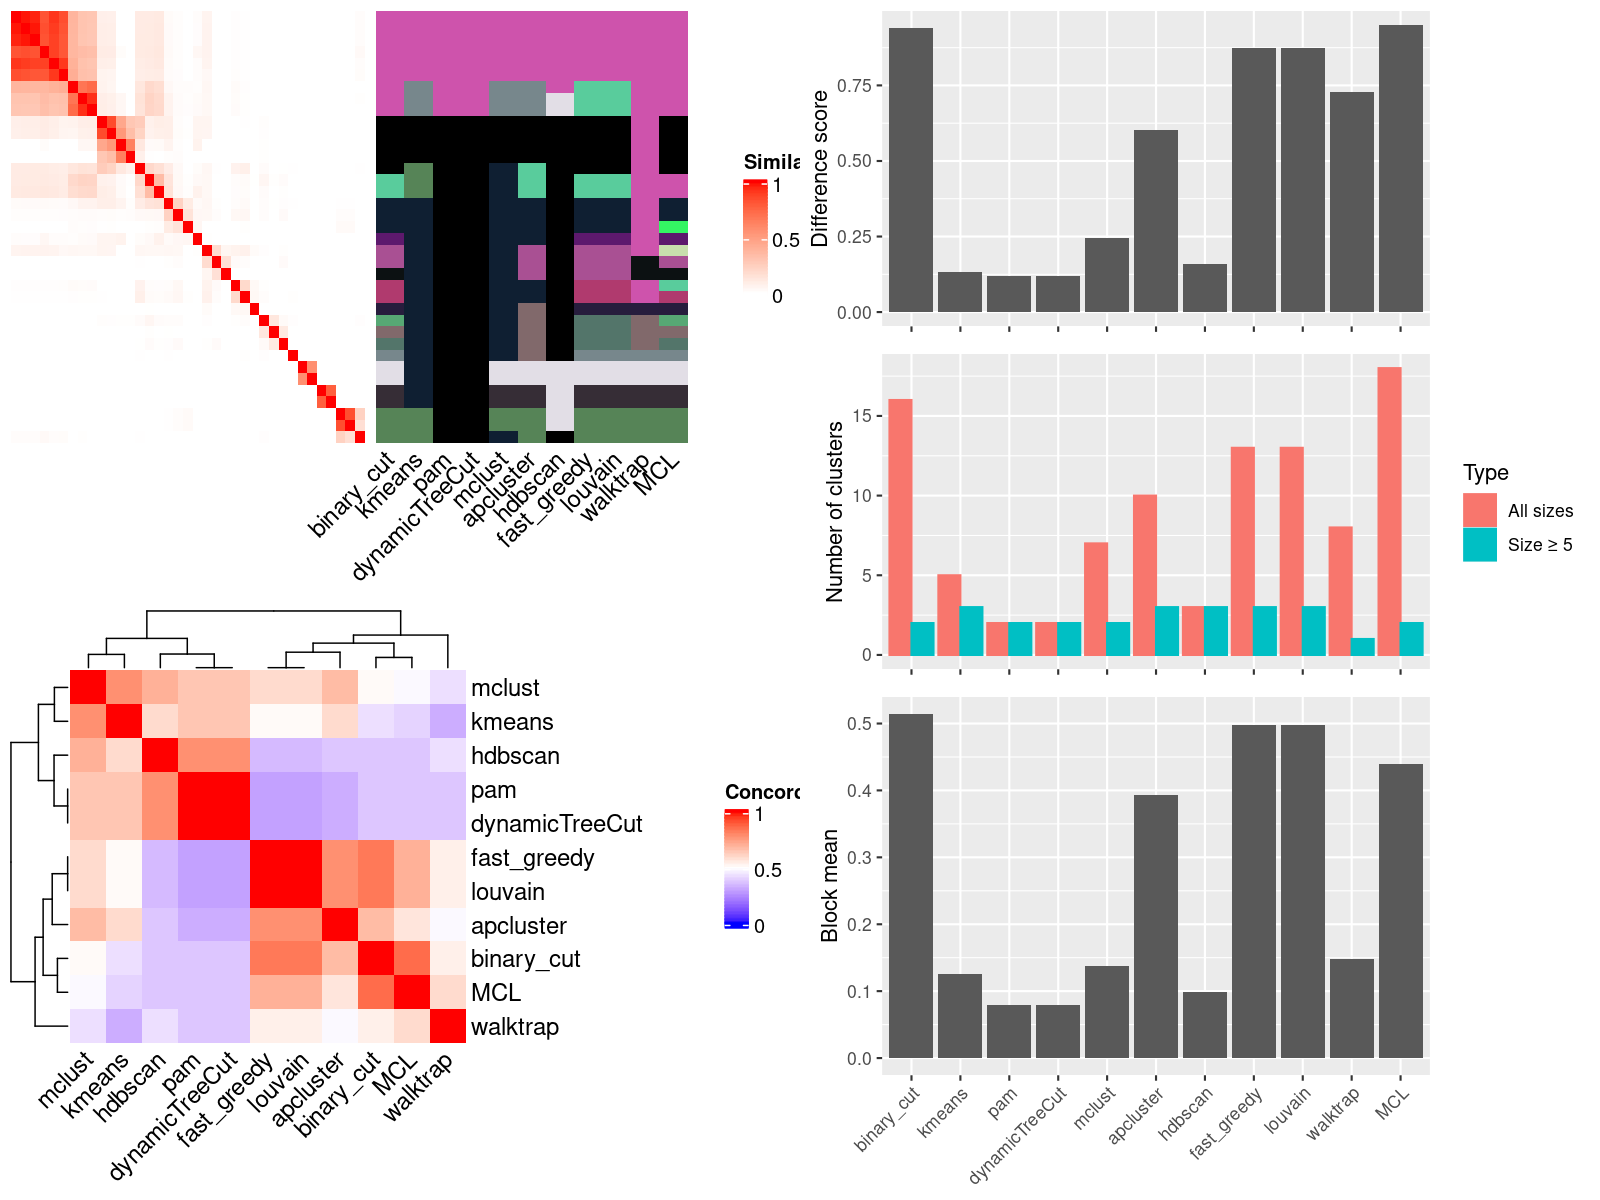 Simila
1
0.5
0
binary_cut
kmeans
pam
dynamicTreeCut
mclust
apcluster
hdbscan
fast_greedy
louvain
walktrap
MCL
mclust
kmeans
hdbscan
pam
dynamicTreeCut
fast_greedy
louvain
apcluster
binary_cut
MCL
walktrap
mclust
kmeans
hdbscan
pam
dynamicTreeCut
fast_greedy
louvain
apcluster
binary_cut
MCL
walktrap
Concord
1
0.5
0
Difference score
0.75
0.50
0.25
0.00
Number of clusters
15
10
5
0
Type
All sizes
Size ≥ 5
Block mean
0.5
0.4
0.3
0.2
0.1
0.0
binary_cut
kmeans
pam
dynamicTreeCut
mclust
apcluster
hdbscan
fast_greedy
louvain
walktrap
MCL